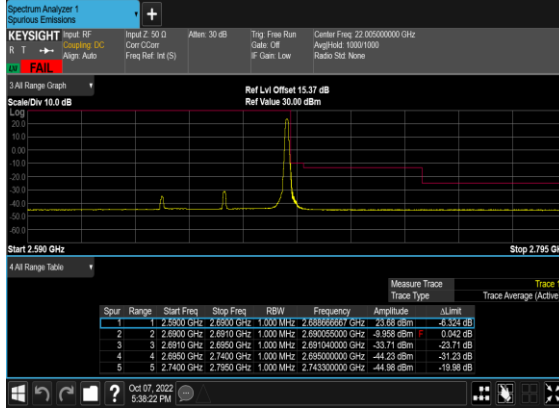 Spectrum Analyzer 1
Spurious Emissions
KEYSIGHT Input: RF Input Z: 50 Ω Atten: 30 dB Trig: Free Run Center Freq: 22.005000000 GHz
R T Coupling: DC Corr CCorr Gate: Off Avg|Hold: 1000/1000
Align: Auto Freq Ref: Int (S) IF Gain: Low Radio Std: None
FAIL
3 All Range Graph
Ref Lvl Offset 15.37 dB
Scale/Div 10.0 dB Ref Value 30.00 dBm
Log
20.0
10.0
0.00
-10.0
-20.0
-30.0
-40.0
-50.0
-60.0
Start 2.590 GHz Stop 2.795 GH
4 All Range Table
Measure Trace Trace 1
Trace Type Trace Average (Active
Spur Range Start Freq Stop Freq RBW Frequency Amplitude ΔLimit
1 1 2.5900 GHz 2.6900 GHz 1.000 MHz 2.688666667 GHz 23.68 dBm -6.324 dB
2 2 2.6900 GHz 2.6910 GHz 1.000 MHz 2.690055000 GHz -9.958 dBm F 0.042 dB
3 3 2.6910 GHz 2.6950 GHz 1.000 MHz 2.691040000 GHz -33.71 dBm -23.71 dB
4 4 2.6950 GHz 2.7400 GHz 1.000 MHz 2.695000000 GHz -44.23 dBm -31.23 dB
5 5 2.7400 GHz 2.7950 GHz 1.000 MHz 2.743300000 GHz -44.98 dBm -19.98 dB
Oct 07, 2022
5:38:22 PM